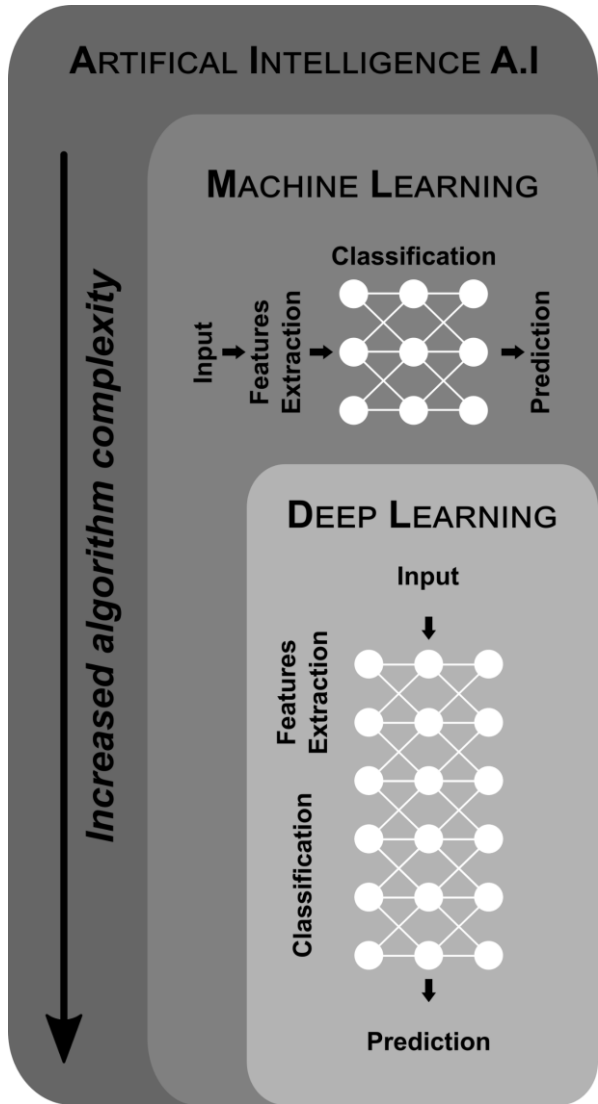 ARTIFICAL INTELLIGENCE A.I
Increased algorithm complexity
MACHINE LEARNING
Classification
Input
Features
Extraction
Prediction
DEEP LEARNING
Input
Features
Extraction
Classification
Prediction